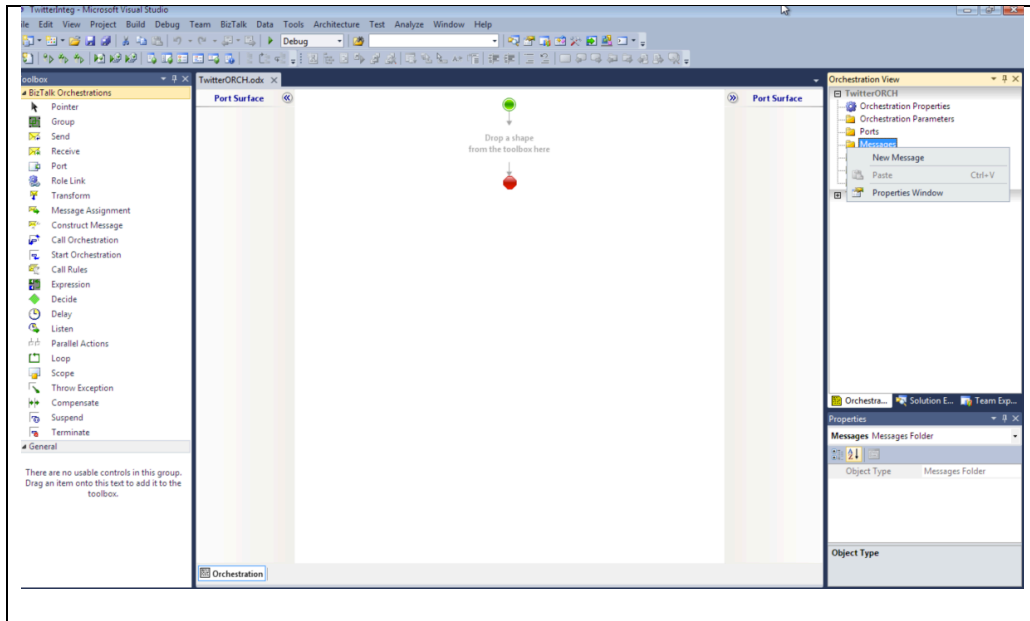 TwitterInteg - Microsoft Visual Studio
ile Edit View Project Build Debug Team BizTalk Data Tools Architecture Test Analyze Window Help
Debug
oolbox
BizTalk Orchestrations
Pointer
Group
Send
Receive
Port
Role Link
Transform
Message Assignment
Construct Message
Call Orchestration
Start Orchestration
Call Rules
Expression
Decide
Delay
Listen
Parallel Actions
Loop
Scope
Throw Exception
Compensate
Suspend
Terminate
General
There are no usable controls in this group.
Drag an item onto this text to add it to the
toolbox.
TwitterORCH.odx
Port Surface
Drop a shape
from the toolbox here
Port Surface
Orchestration
Orchestration View
TwitterORCH
Orchestration Properties
Orchestration Parameters
Ports
Messages
New Message
Paste Ctrl+V
Properties Window
Orchestra... Solution E... Team Exp...
Properties
Messages Messages Folder
Object Type Messages Folder
Object Type